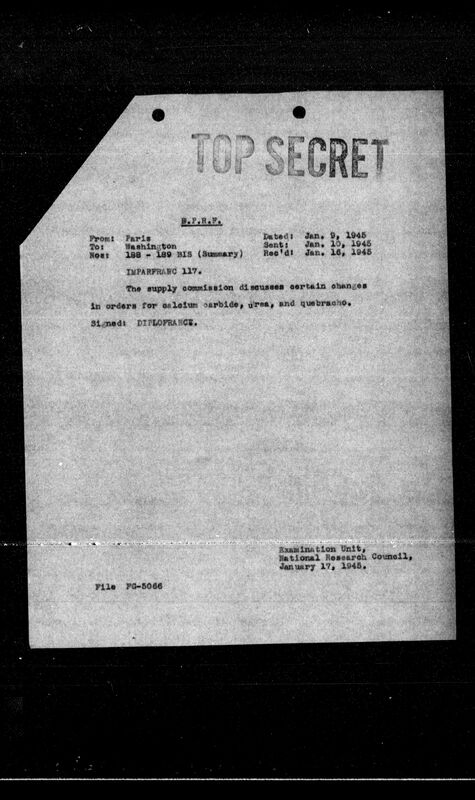 TOP SECRET
B.F.R.F.
From: Paris Dated: Jan. 9, 1945
To: Washington Sent: Jan. 10, 1945
Nos: 188 - 189 BIS (Summary) Rec'd: Jan. 16, 1945
IMPARFRANC 117.
The supply commission discusses certain changes
in orders for calcium carbide, urea, and quebracho.
Signed: DIPLOFRANCE.
Examination Unit,
National Research Council,
January 17, 1945.
File FG-5066